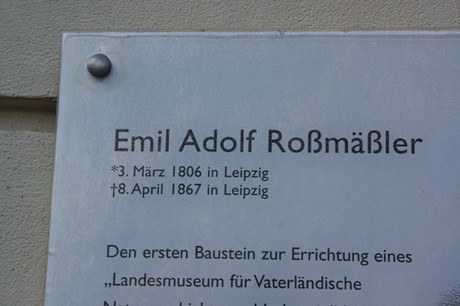 Emil Adolf Roßmäßler
*3. März 1806 in Leipzig
†8. April 1867 in Leipzig
Den ersten Baustein zur Errichtung eines
„Landesmuseum für Vaterländische